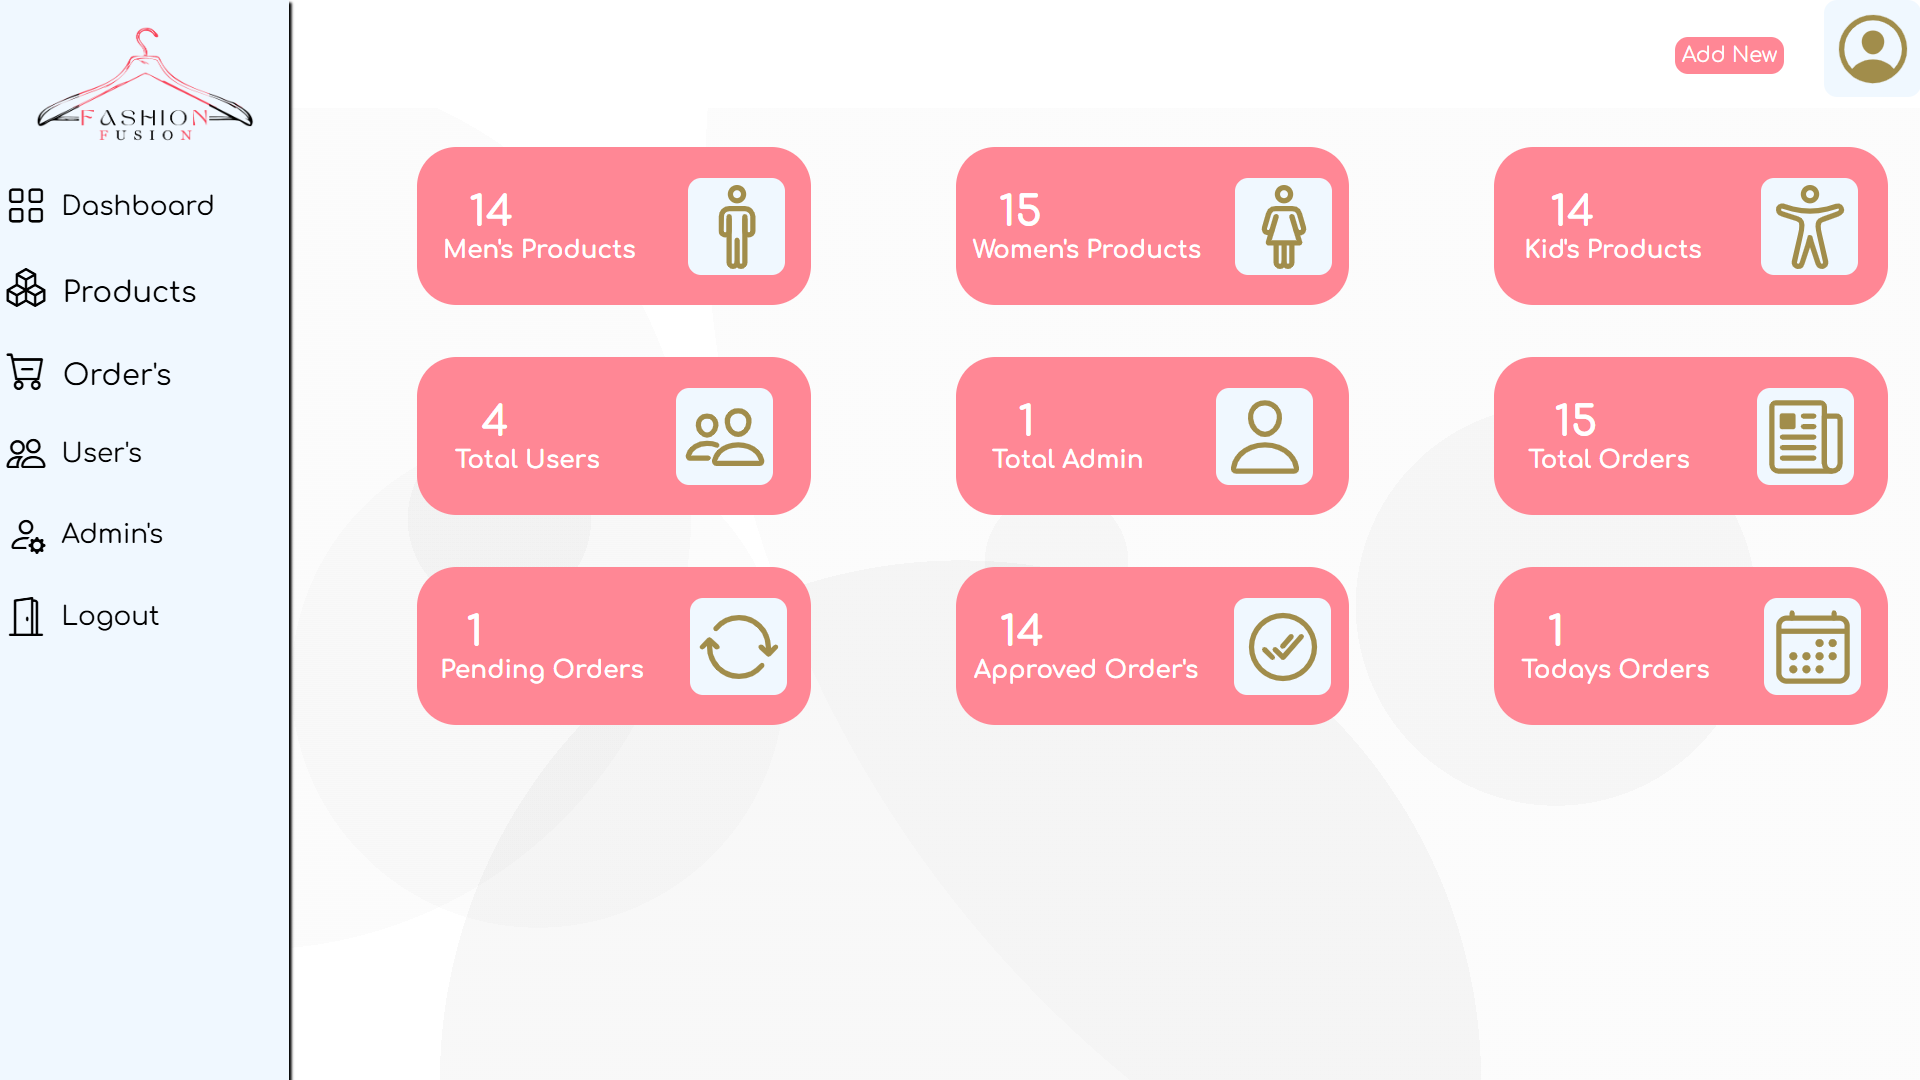 FASHION
FUSION
Dashboard
Products
Order's
User's
Admin's
Logout
Add New
14
Men's Products
15
Women's Products
14
Kid's Products
4
Total Users
1
Total Admin
15
Total Orders
1
Pending Orders
14
Approved Order's
1
Todays Orders